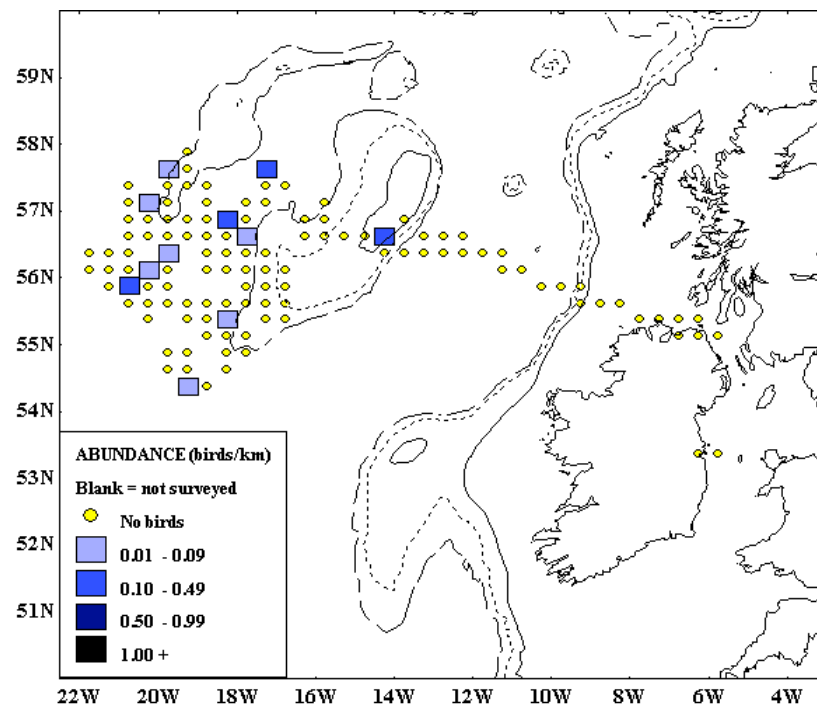 59N
58N
57N
56N
55N
54N
53N
52N
51N
ABUNDANCE (birds/km)
Blank = not surveyed
No birds
0.01 - 0.09
0.10 - 0.49
0.50 - 0.99
1.00 +
22W 20W 18W 16W 14W 12W 10W 8W 6W 4W